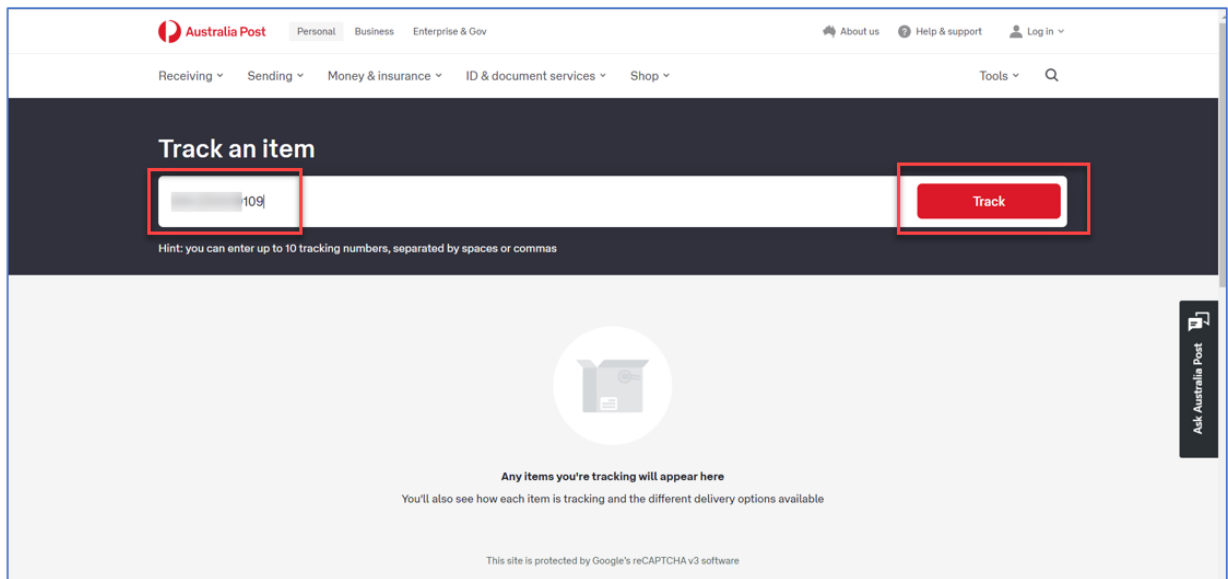 Australia Post Personal Business Enterprise & Gov About us Help & support Log in
Receiving Sending Money & insurance ID & document services Shop Tools
Track an item
109 Track
Hint: you can enter up to 10 tracking numbers, separated by spaces or commas
Ask Australia Post
Any items you're tracking will appear here
You'll also see how each item is tracking and the different delivery options available
This site is protected by Google's reCAPTCHA v3 software